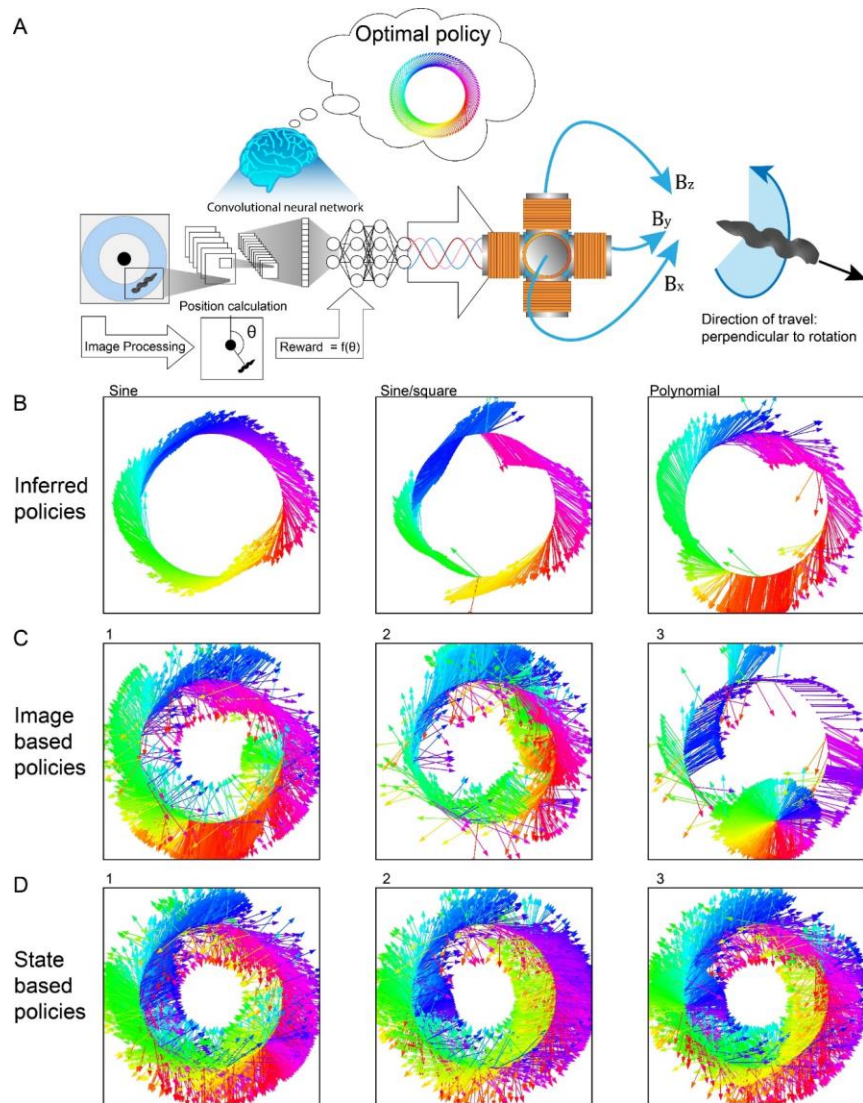 A
Optimal policy
Convolutional neural network
Bz
By
Bx
Position calculation
θ
Image Processing
Reward = f(θ)
Direction of travel:
perpendicular to rotation
B
Sine
Sine/square
Polynomial
Inferred
policies
C
1
2
3
Image
based
policies
D
1
2
3
State
based
policies